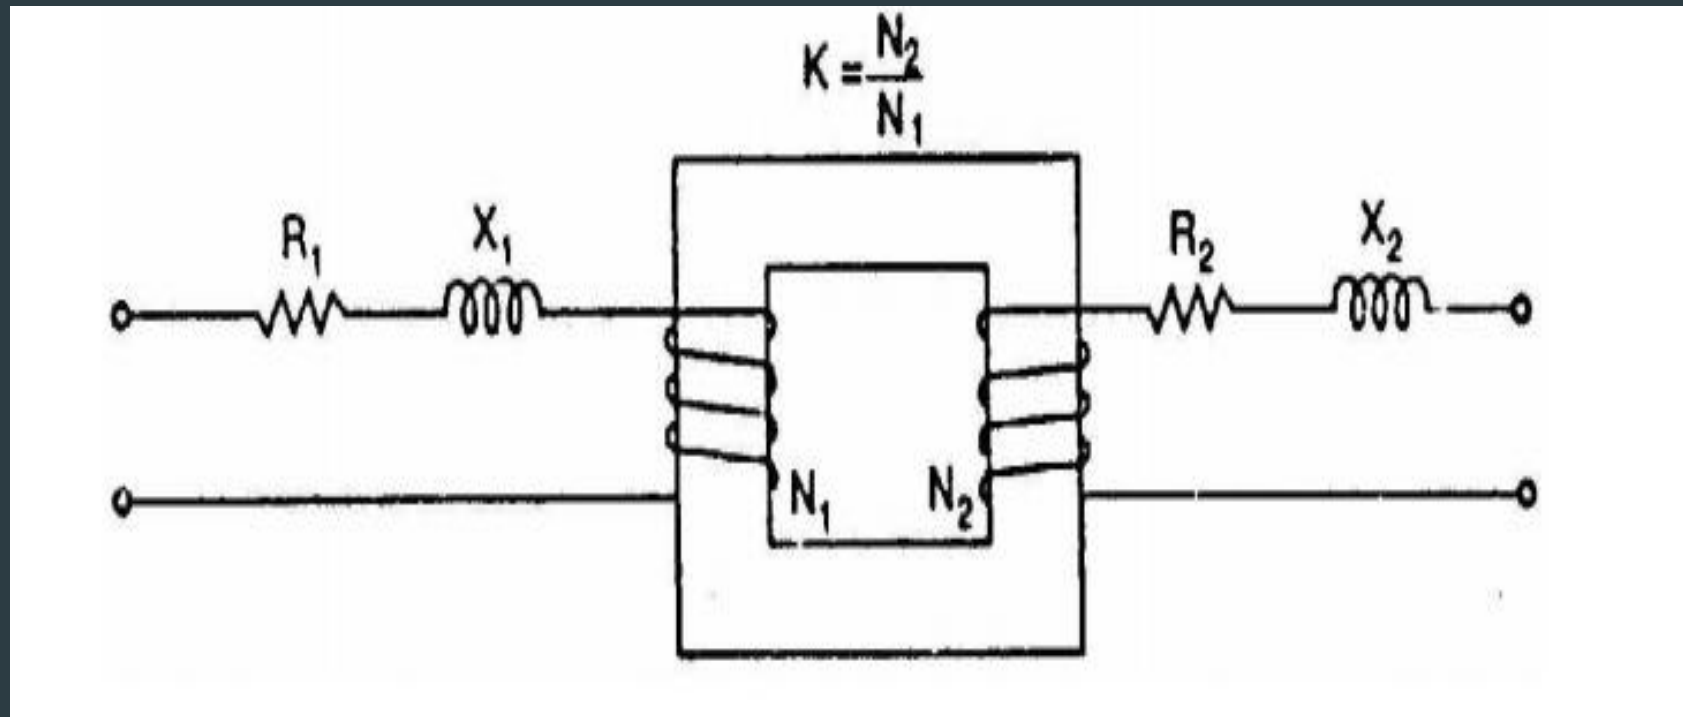 K = N₂/N₁
R₁ X₁ R₂ X₂
N₁ N₂